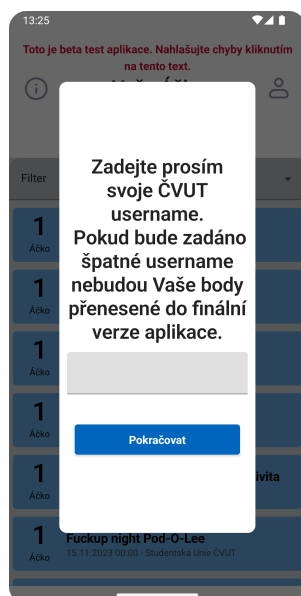 13:25
Toto je beta test aplikace. Nahlašujte chyby kliknutím
na tento text.
Filter
Zadejte prosím
svoje ČVUT
username.
Pokud bude zadáno
špatné username
nebudou Vaše body
přenesené do finální
verze aplikace.
Pokračovat
1
Áčko
1
Áčko
1
Áčko
1
Áčko
1
Áčko
ivita
1
Áčko
Fuckup night Pod-O-Lee
15.11.2023 00:00 - Studentská Unie ČVUT